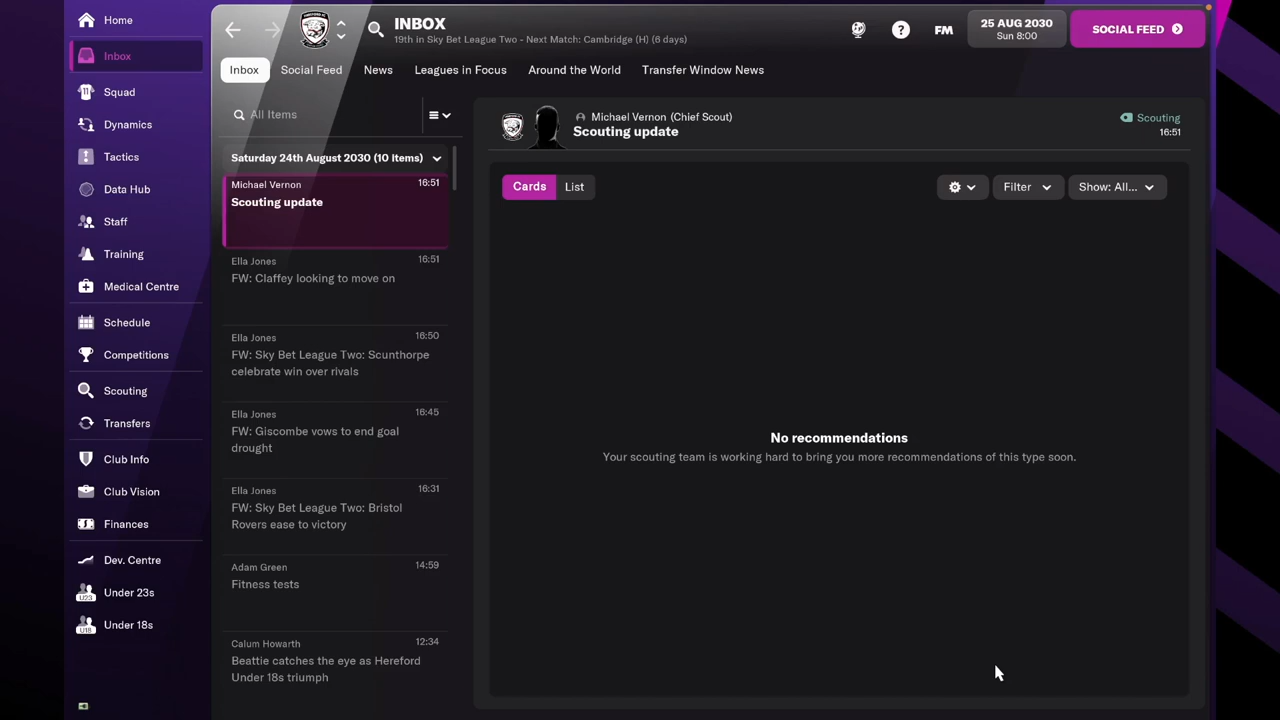 Home
Inbox
Squad
Dynamics
Tactics
Data Hub
Staff
Training
Medical Centre
Schedule
Competitions
Scouting
Transfers
Club Info
Club Vision
Finances
Dev. Centre
Under 23s
Under 18s
INBOX
19th in Sky Bet League Two - Next Match: Cambridge (H) (6 days)
FM
25 AUG 2030
Sun 8:00
SOCIAL FEED
Inbox
Social Feed
News
Leagues in Focus
Around the World
Transfer Window News
All Items
Saturday 24th August 2030 (10 Items)
Michael Vernon
16:51
Scouting update
Ella Jones
16:51
FW: Claffey looking to move on
Ella Jones
16:50
FW: Sky Bet League Two: Scunthorpe
celebrate win over rivals
Ella Jones
16:45
FW: Giscombe vows to end goal
drought
Ella Jones
16:31
FW: Sky Bet League Two: Bristol
Rovers ease to victory
Adam Green
14:59
Fitness tests
Calum Howarth
12:34
Beattie catches the eye as Hereford
Under 18s triumph
Michael Vernon (Chief Scout)
Scouting update
Scouting
16:51
Cards
List
Filter
Show: All...
No recommendations
Your scouting team is working hard to bring you more recommendations of this type soon.